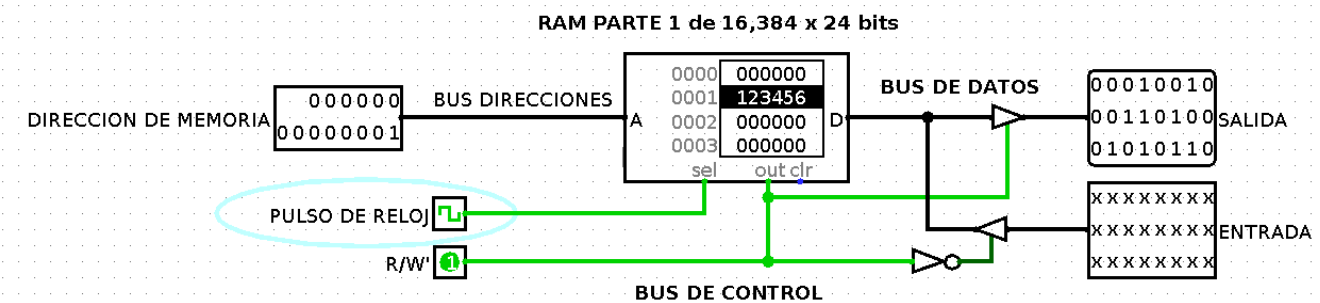 RAM PARTE 1 de 16,384 x 24 bits
DIRECCION DE MEMORIA
000000
00000001
BUS DIRECCIONES
A
0000 000000
0001 123456
0002 000000
0003 000000
D
sel out clr
BUS DE DATOS
00010010
00110100
01010110
SALIDA
PULSO DE RELOJ
R/W' 1
xxxxxxxx
xxxxxxxx
xxxxxxxx
ENTRADA
BUS DE CONTROL